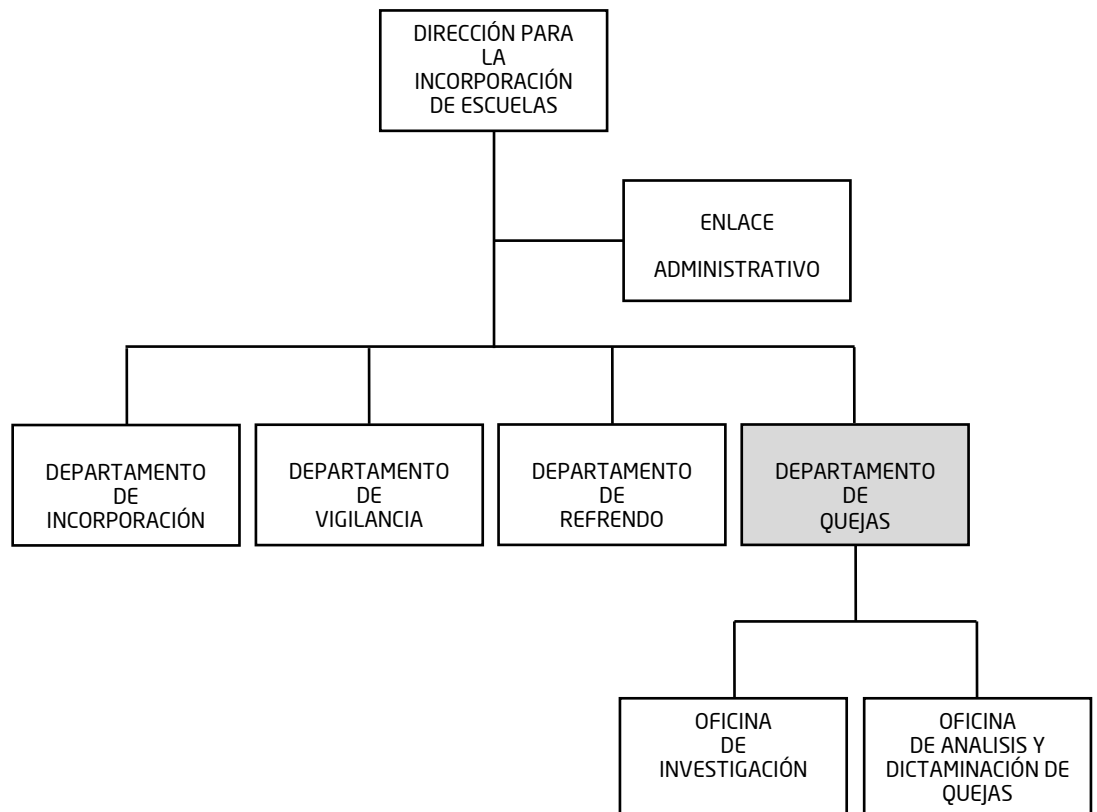 DIRECCIÓN PARA
LA
INCORPORACIÓN
DE ESCUELAS
ENLACE
ADMINISTRATIVO
DEPARTAMENTO
DE
INCORPORACIÓN
DEPARTAMENTO
DE
VIGILANCIA
DEPARTAMENTO
DE
REFRENDO
DEPARTAMENTO
DE
QUEJAS
OFICINA
DE
INVESTIGACIÓN
OFICINA
DE ANALISIS Y
DICTAMINACIÓN DE
QUEJAS